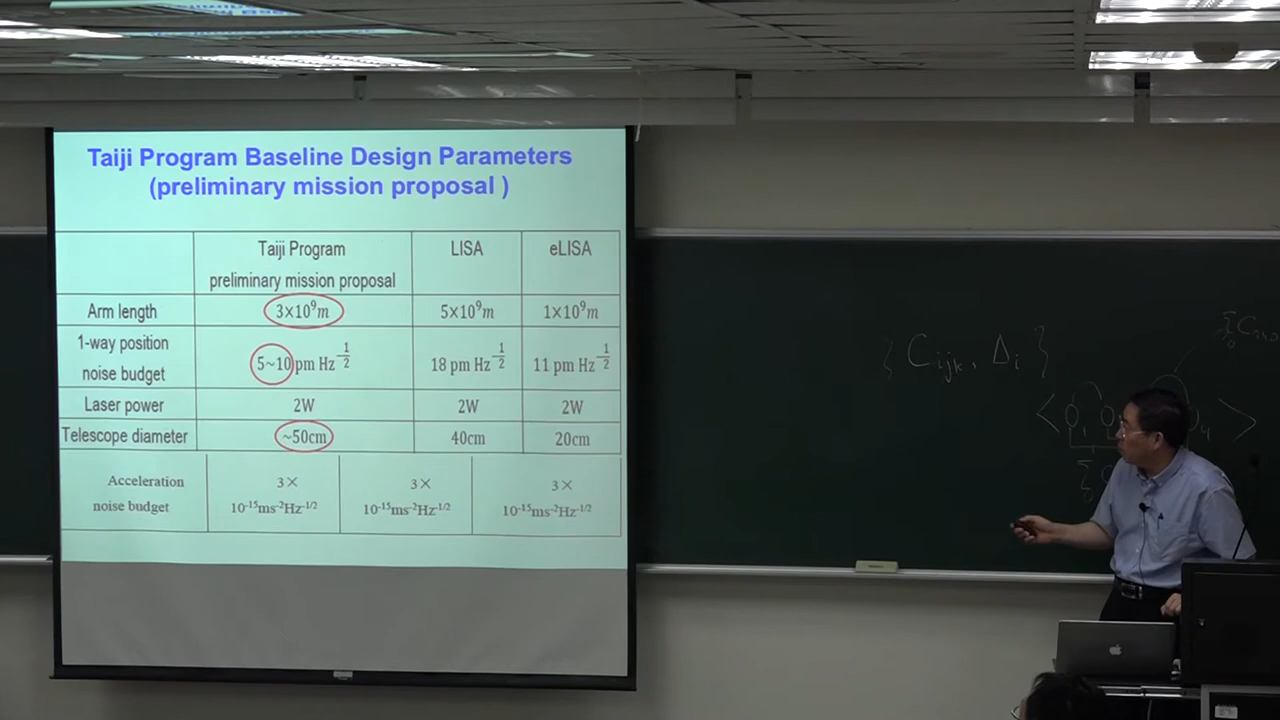 Taiji Program Baseline Design Parameters
(preliminary mission proposal )
Taiji Program
preliminary mission proposal
LISA
eLISA
Arm length
3×10⁹m
5×10⁹m
1×10⁹m
1-way position
noise budget
5~10 pm Hz^-1/2
18 pm Hz^-1/2
11 pm Hz^-1/2
Laser power
2W
2W
2W
Telescope diameter
~50cm
40cm
20cm
Acceleration
noise budget
3×
10⁻¹⁵ms⁻²Hz⁻¹/²
3×
10⁻¹⁵ms⁻²Hz⁻¹/²
3×
10⁻¹⁵ms⁻²Hz⁻¹/²
{ C_ijk, Δ_i }